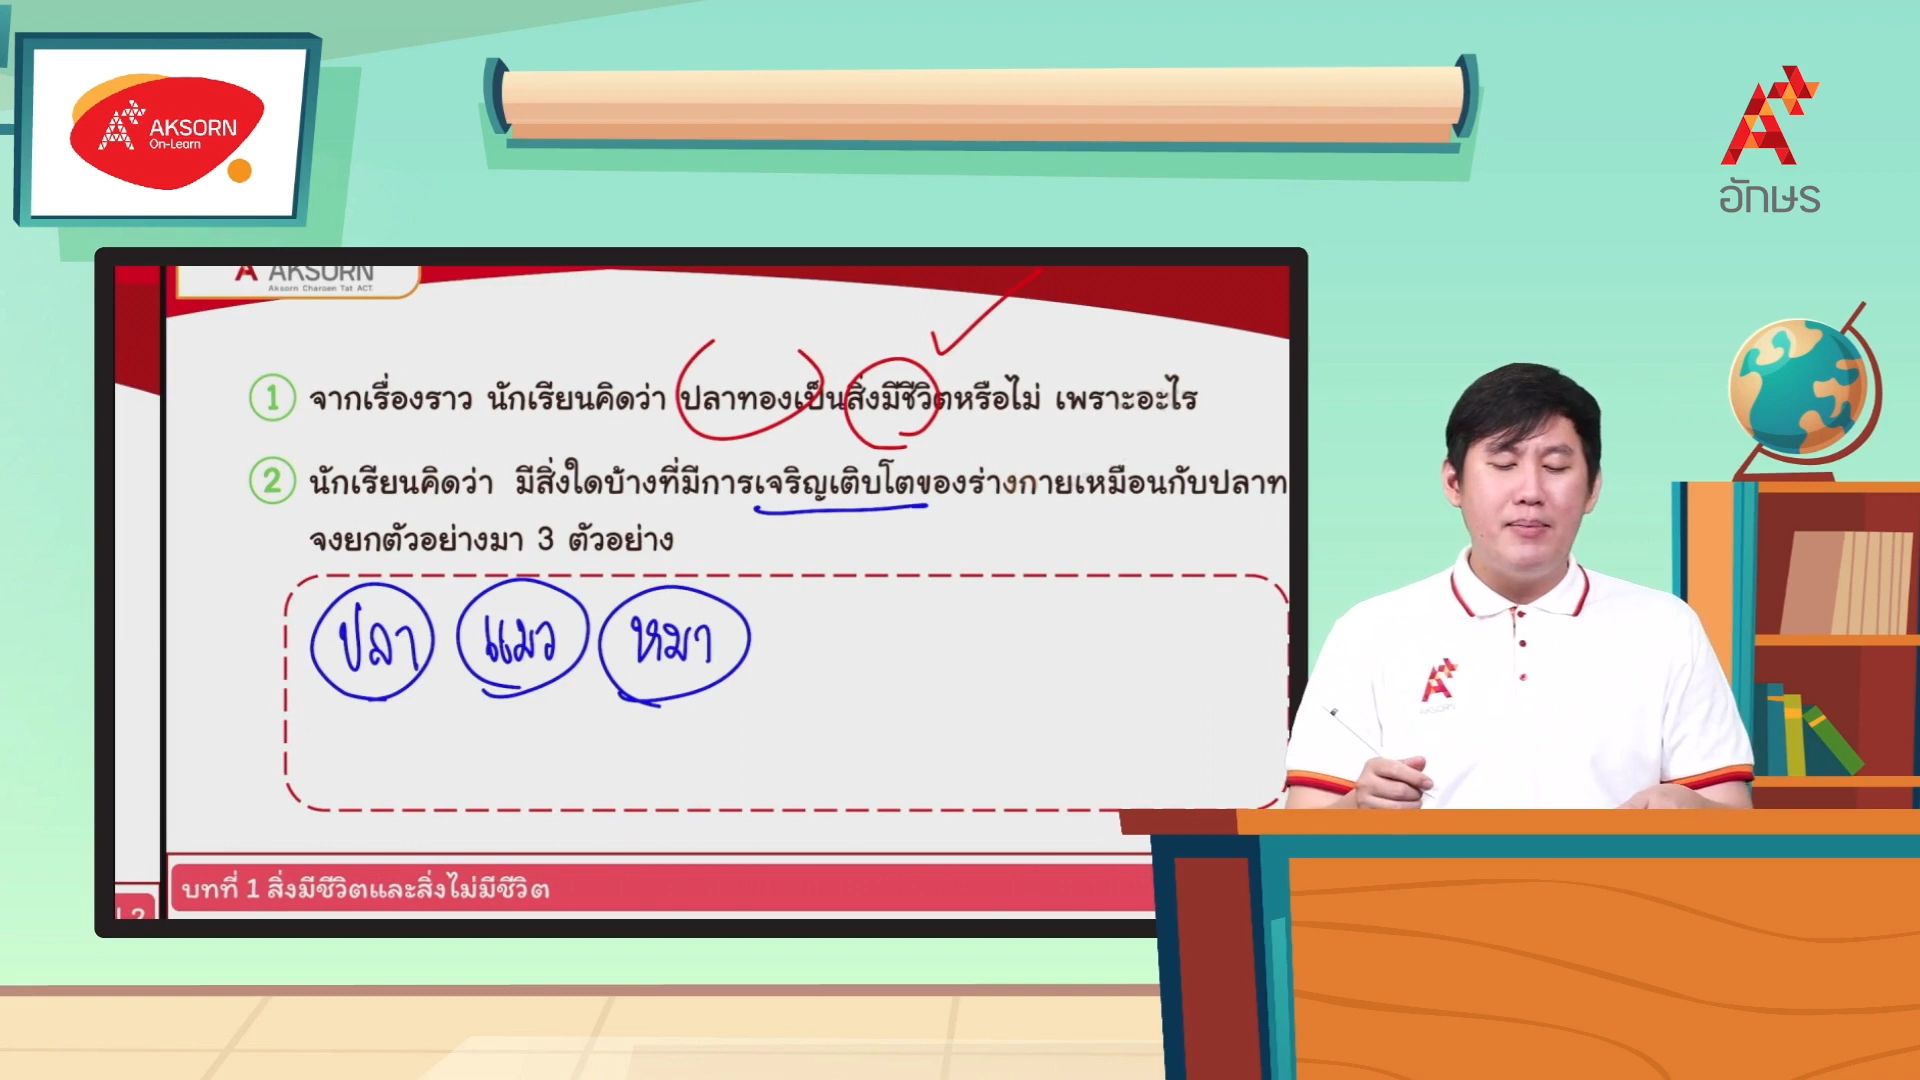 AKSORN
On-Learn
อักษร
AKSORN
Aksorn Charoen Tat ACT.
1 จากเรื่องราว นักเรียนคิดว่า ปลาทองเป็นสิ่งมีชีวิตหรือไม่ เพราะอะไร
2 นักเรียนคิดว่า มีสิ่งใดบ้างที่มีการเจริญเติบโตของร่างกายเหมือนกับปลาท
จงยกตัวอย่างมา 3 ตัวอย่าง
ปลา แมว หมา
AKSORN
บทที่ 1 สิ่งมีชีวิตและสิ่งไม่มีชีวิต